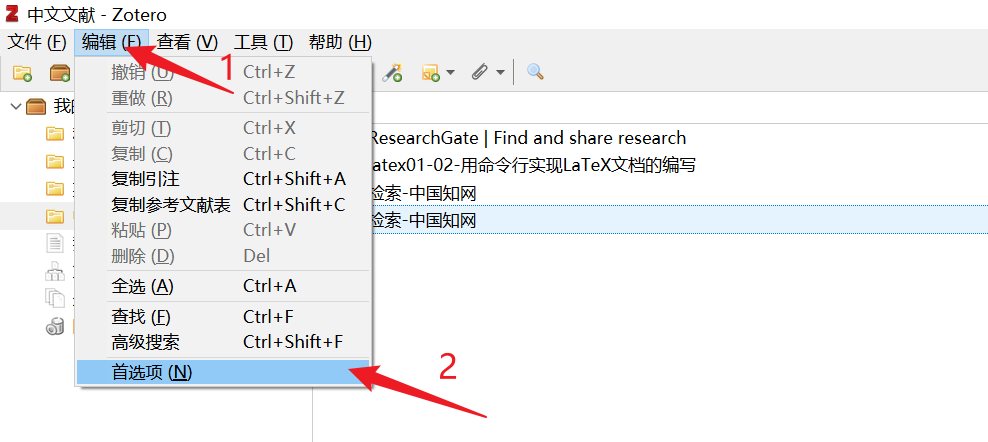 中文文献 - Zotero
文件 (F) 编辑 (E) 查看 (V) 工具 (T) 帮助 (H)
1
撤销 (U) Ctrl+Z
重做 (R) Ctrl+Shift+Z
我的
剪切 (T) Ctrl+X
ResearchGate | Find and share research
复制 (C) Ctrl+C
atex01-02-用命令行实现LaTeX文档的编写
复制引注 Ctrl+Shift+A
检索-中国知网
复制参考文献表 Ctrl+Shift+C
检索-中国知网
粘贴 (P) Ctrl+V
删除 (D) Del
全选 (A) Ctrl+A
查找 (F) Ctrl+F
高级搜索 Ctrl+Shift+F
首选项 (N)
2